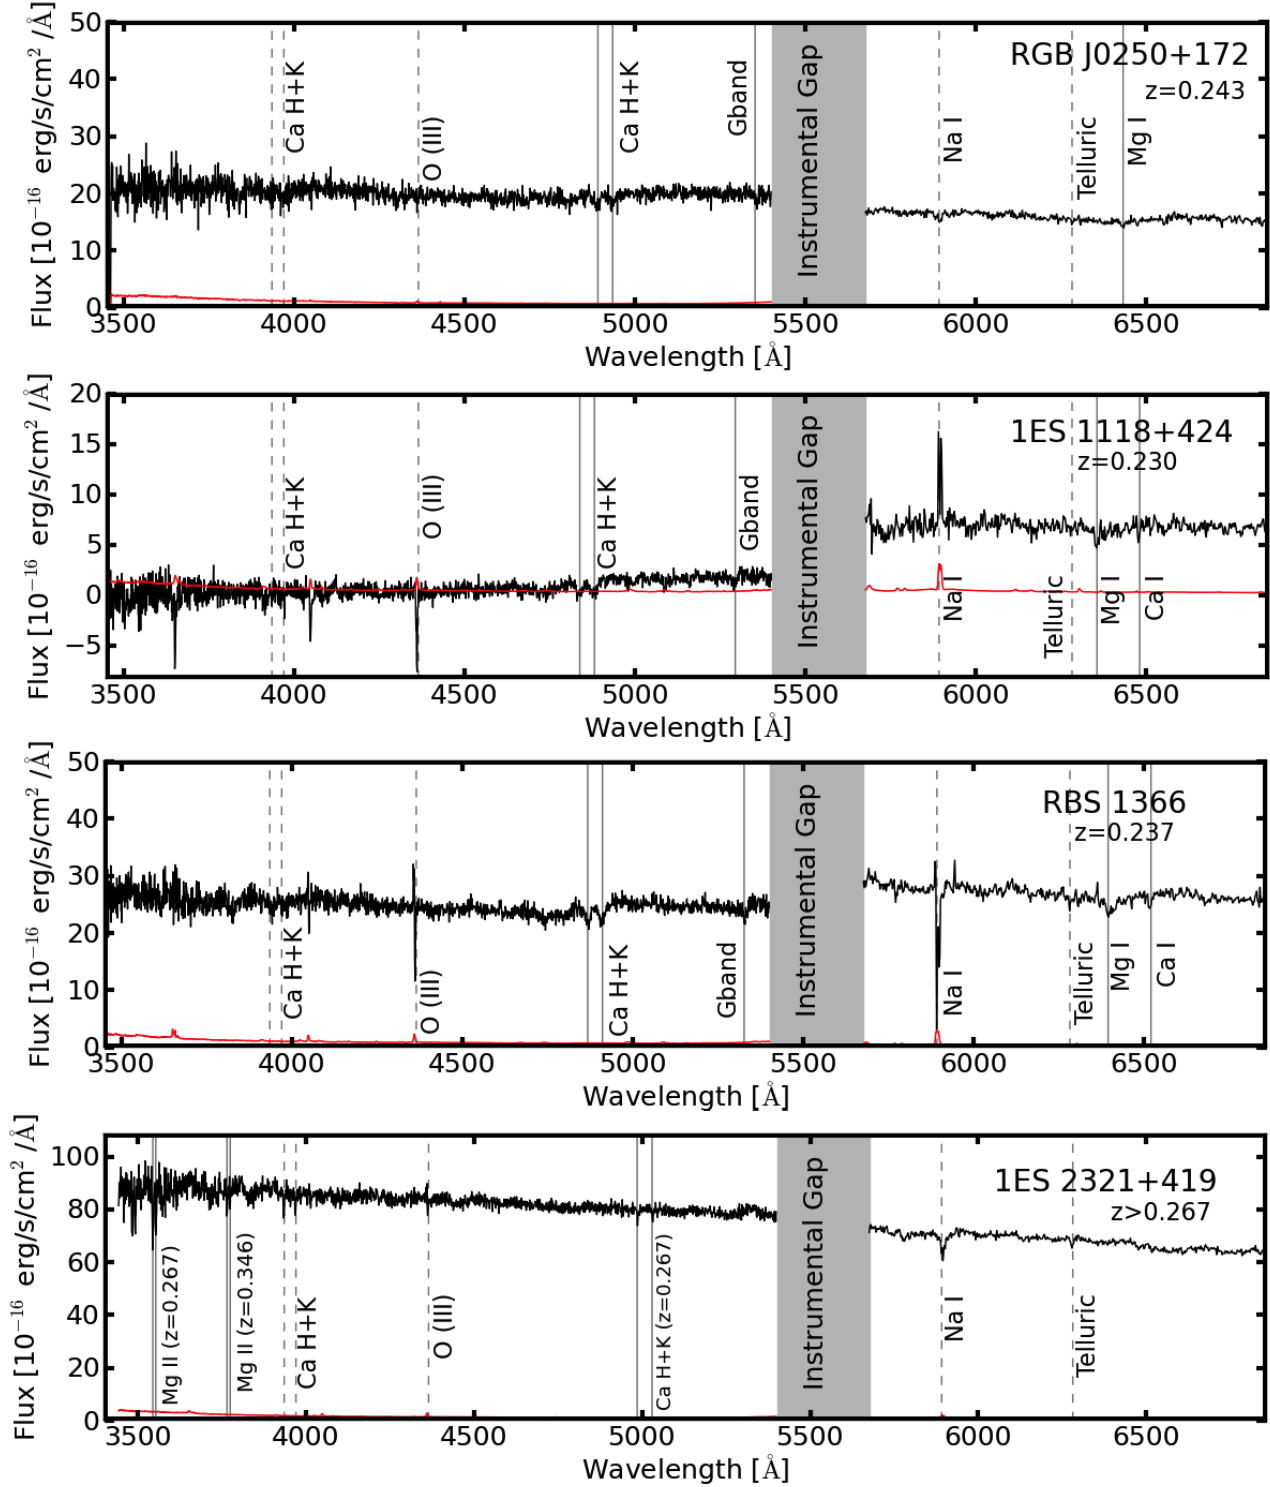 50
40
30
20
10
0
Flux [10⁻¹⁶ erg/s/cm² /Å]
RGB J0250+172
z=0.243
Ca H+K
O (III)
Ca H+K
Gband
Instrumental Gap
Na I
Telluric
Mg I
3500 4000 4500 5000 5500 6000 6500
Wavelength [Å]
20
15
10
5
0
−5
Flux [10⁻¹⁶ erg/s/cm² /Å]
1ES 1118+424
z=0.230
Ca H+K
O (III)
Ca H+K
Gband
Instrumental Gap
Na I
Telluric
Mg I
Ca I
3500 4000 4500 5000 5500 6000 6500
Wavelength [Å]
50
40
30
20
10
0
Flux [10⁻¹⁶ erg/s/cm² /Å]
RBS 1366
z=0.237
Ca H+K
O (III)
Ca H+K
Gband
Instrumental Gap
Na I
Telluric
Mg I
Ca I
3500 4000 4500 5000 5500 6000 6500
Wavelength [Å]
100
80
60
40
20
0
Flux [10⁻¹⁶ erg/s/cm² /Å]
1ES 2321+419
z>0.267
Mg II (z=0.267)
Mg II (z=0.346)
Ca H+K
O (III)
Ca H+K (z=0.267)
Instrumental Gap
Na I
Telluric
3500 4000 4500 5000 5500 6000 6500
Wavelength [Å]